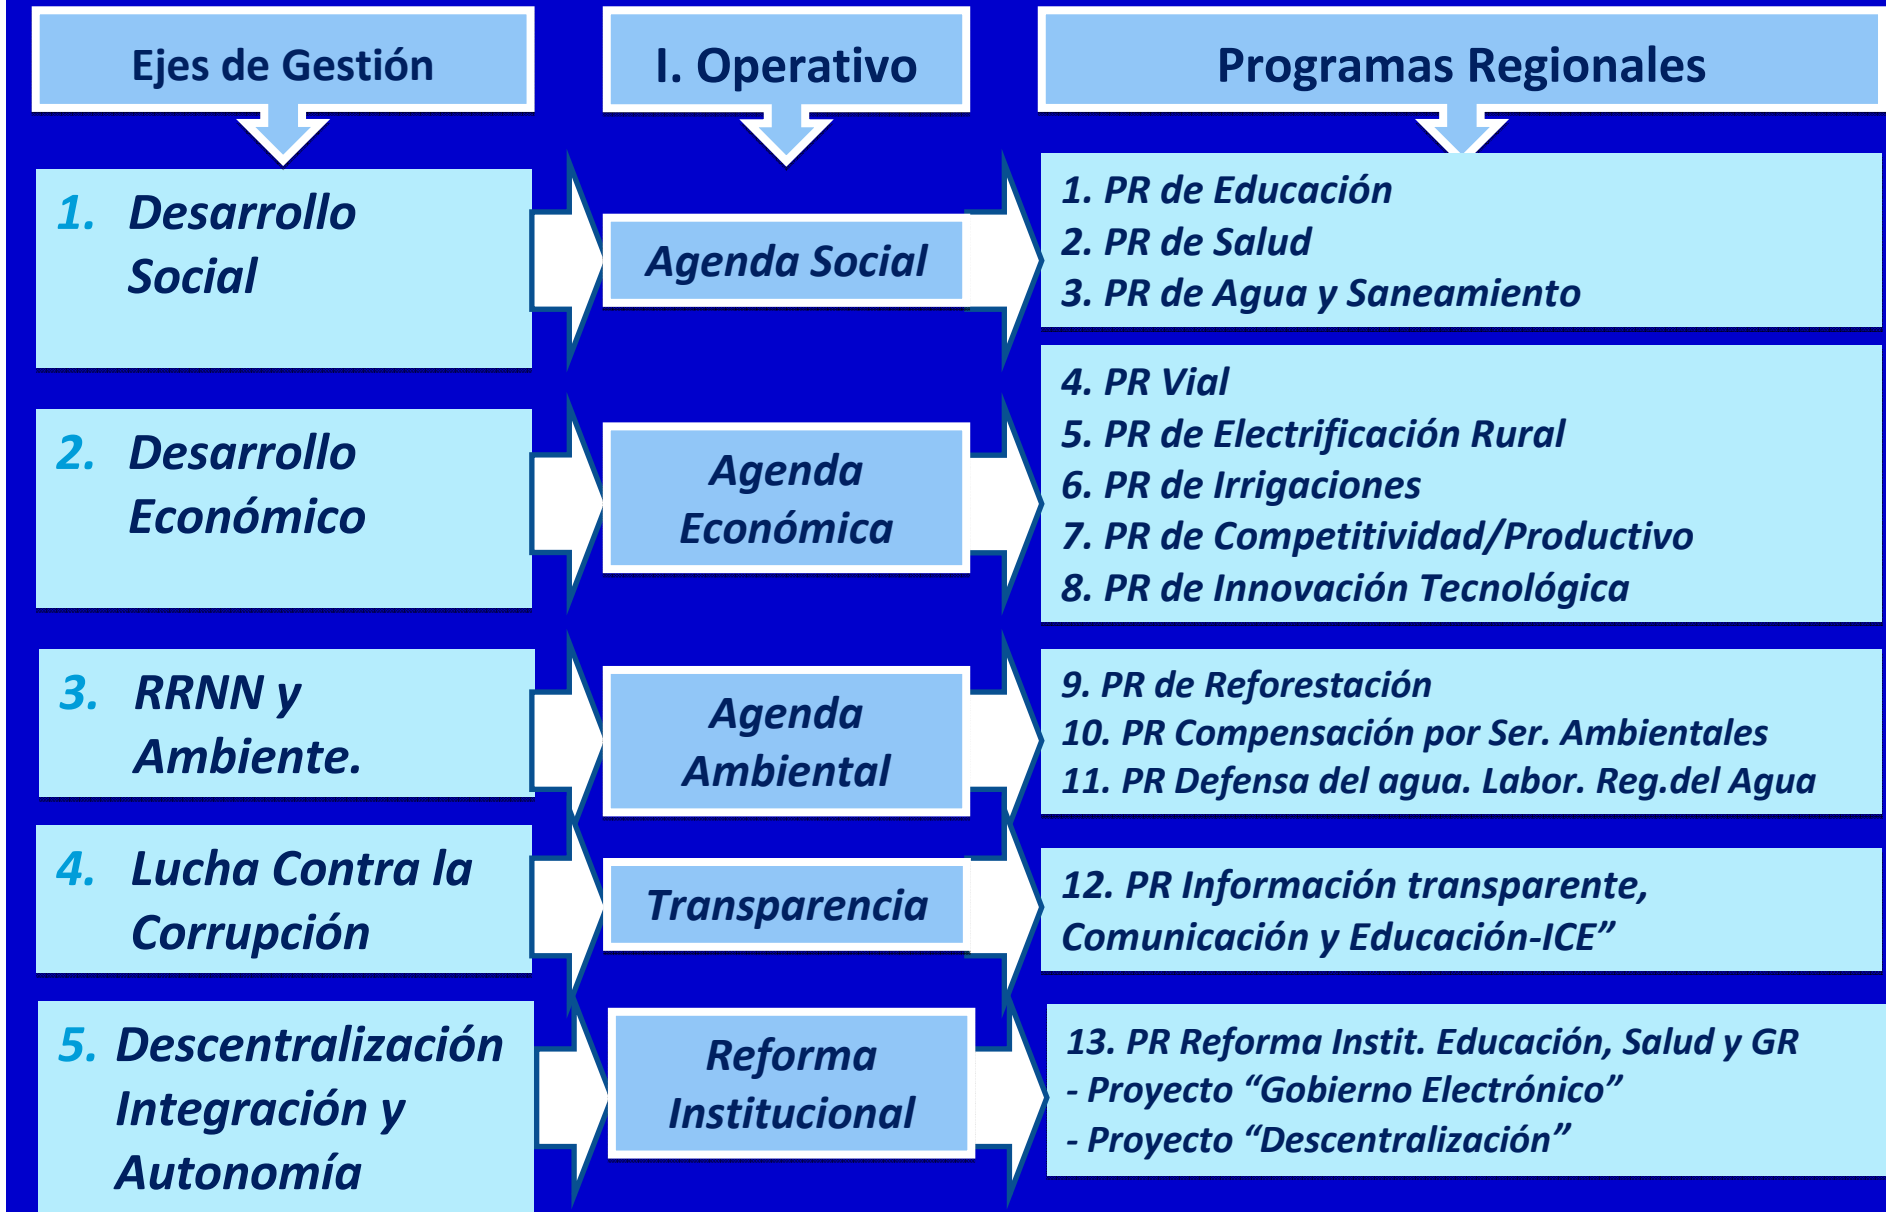 Ejes de Gestión
I. Operativo
Programas Regionales
1. Desarrollo
Social
Agenda Social
1. PR de Educación
2. PR de Salud
3. PR de Agua y Saneamiento
2. Desarrollo
Económico
Agenda
Económica
4. PR Vial
5. PR de Electrificación Rural
6. PR de Irrigaciones
7. PR de Competitividad/Productivo
8. PR de Innovación Tecnológica
3. RRNN y
Ambiente.
Agenda
Ambiental
9. PR de Reforestación
10. PR Compensación por Ser. Ambientales
11. PR Defensa del agua. Labor. Reg.del Agua
4. Lucha Contra la
Corrupción
Transparencia
12. PR Información transparente,
Comunicación y Educación-ICE”
5. Descentralización
Integración y
Autonomía
Reforma
Institucional
13. PR Reforma Instit. Educación, Salud y GR
- Proyecto “Gobierno Electrónico”
- Proyecto “Descentralización”